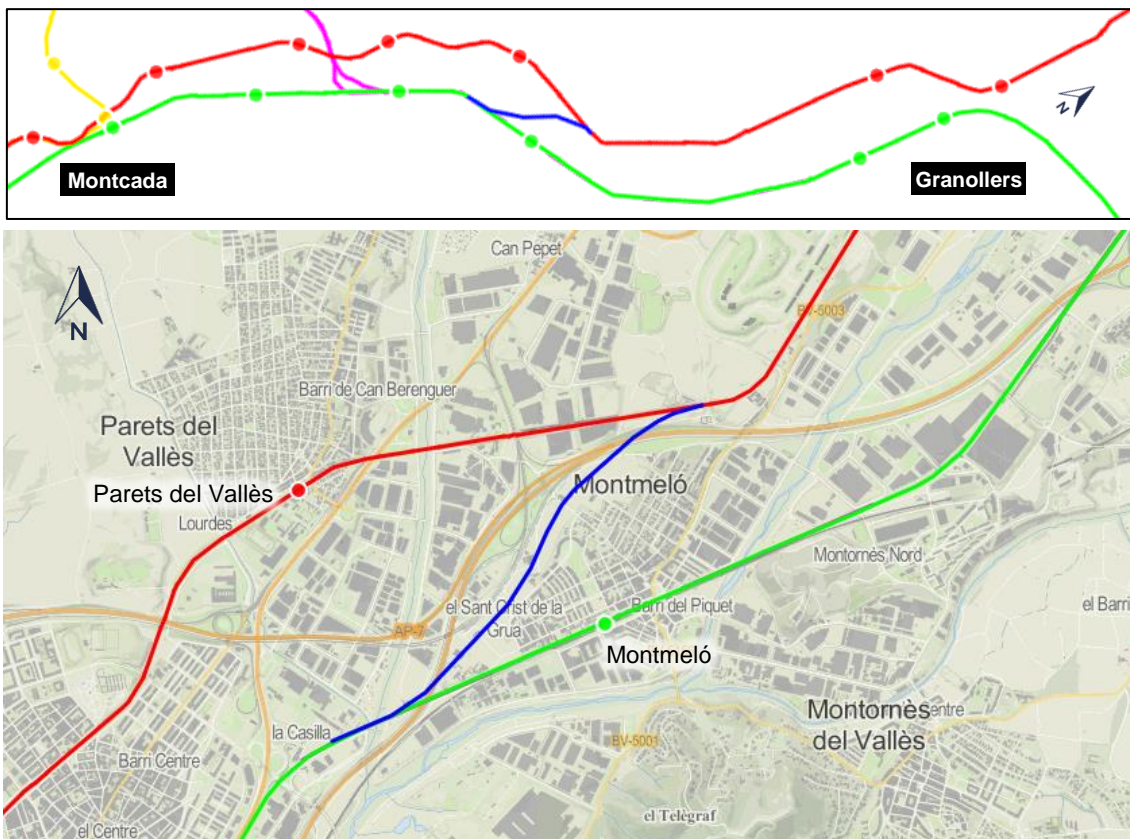 Montcada
Granollers
N
Can Pepet
N
BV-5003
Barri de Can Berenguer
Parets del
Vallès
Parets del Vallès
Montmeló
Lourdes
Montornès Nord
el Sant Crist de la
Grua
Barri del Piquet
el Barri
AP-7
Montmeló
la Casilla
Montornès
del Vallès
Centre
BV-5001
Barri Centre
el Telègraf
el Centre